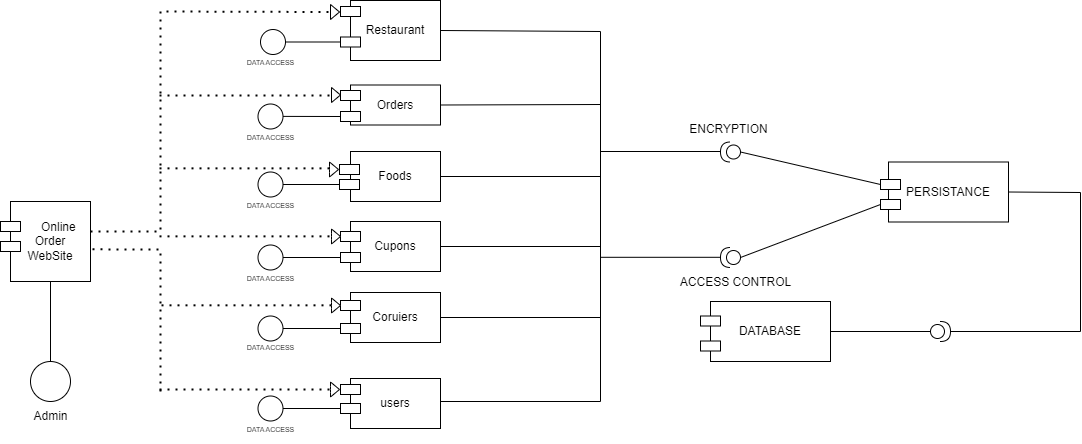 Restaurant
DATA ACCESS
Orders
DATA ACCESS
ENCRYPTION
Foods
DATA ACCESS
PERSISTANCE
Online
Order
WebSite
Cupons
DATA ACCESS
ACCESS CONTROL
Coruiers
DATA ACCESS
DATABASE
users
Admin
DATA ACCESS